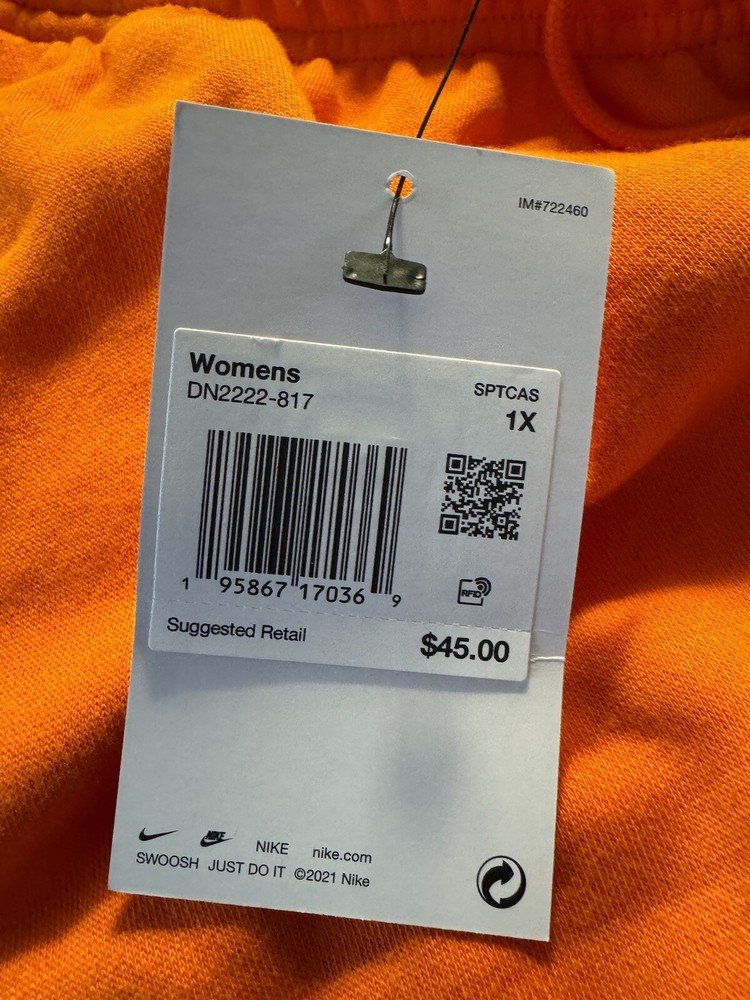 IM#722460
Womens
DN2222-817
SPTCAS
1X
1 95867 17036 9
RFID
Suggested Retail
$45.00
NIKE
NIKE nike.com
SWOOSH JUST DO IT ©2021 Nike